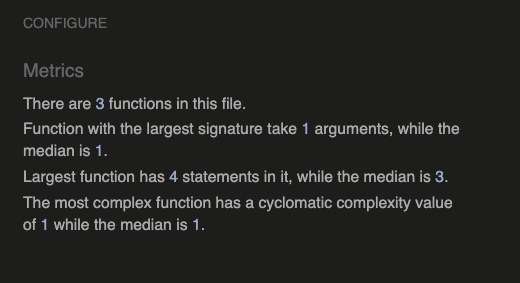 CONFIGURE
Metrics
There are 3 functions in this file.
Function with the largest signature take 1 arguments, while the
median is 1.
Largest function has 4 statements in it, while the median is 3.
The most complex function has a cyclomatic complexity value
of 1 while the median is 1.